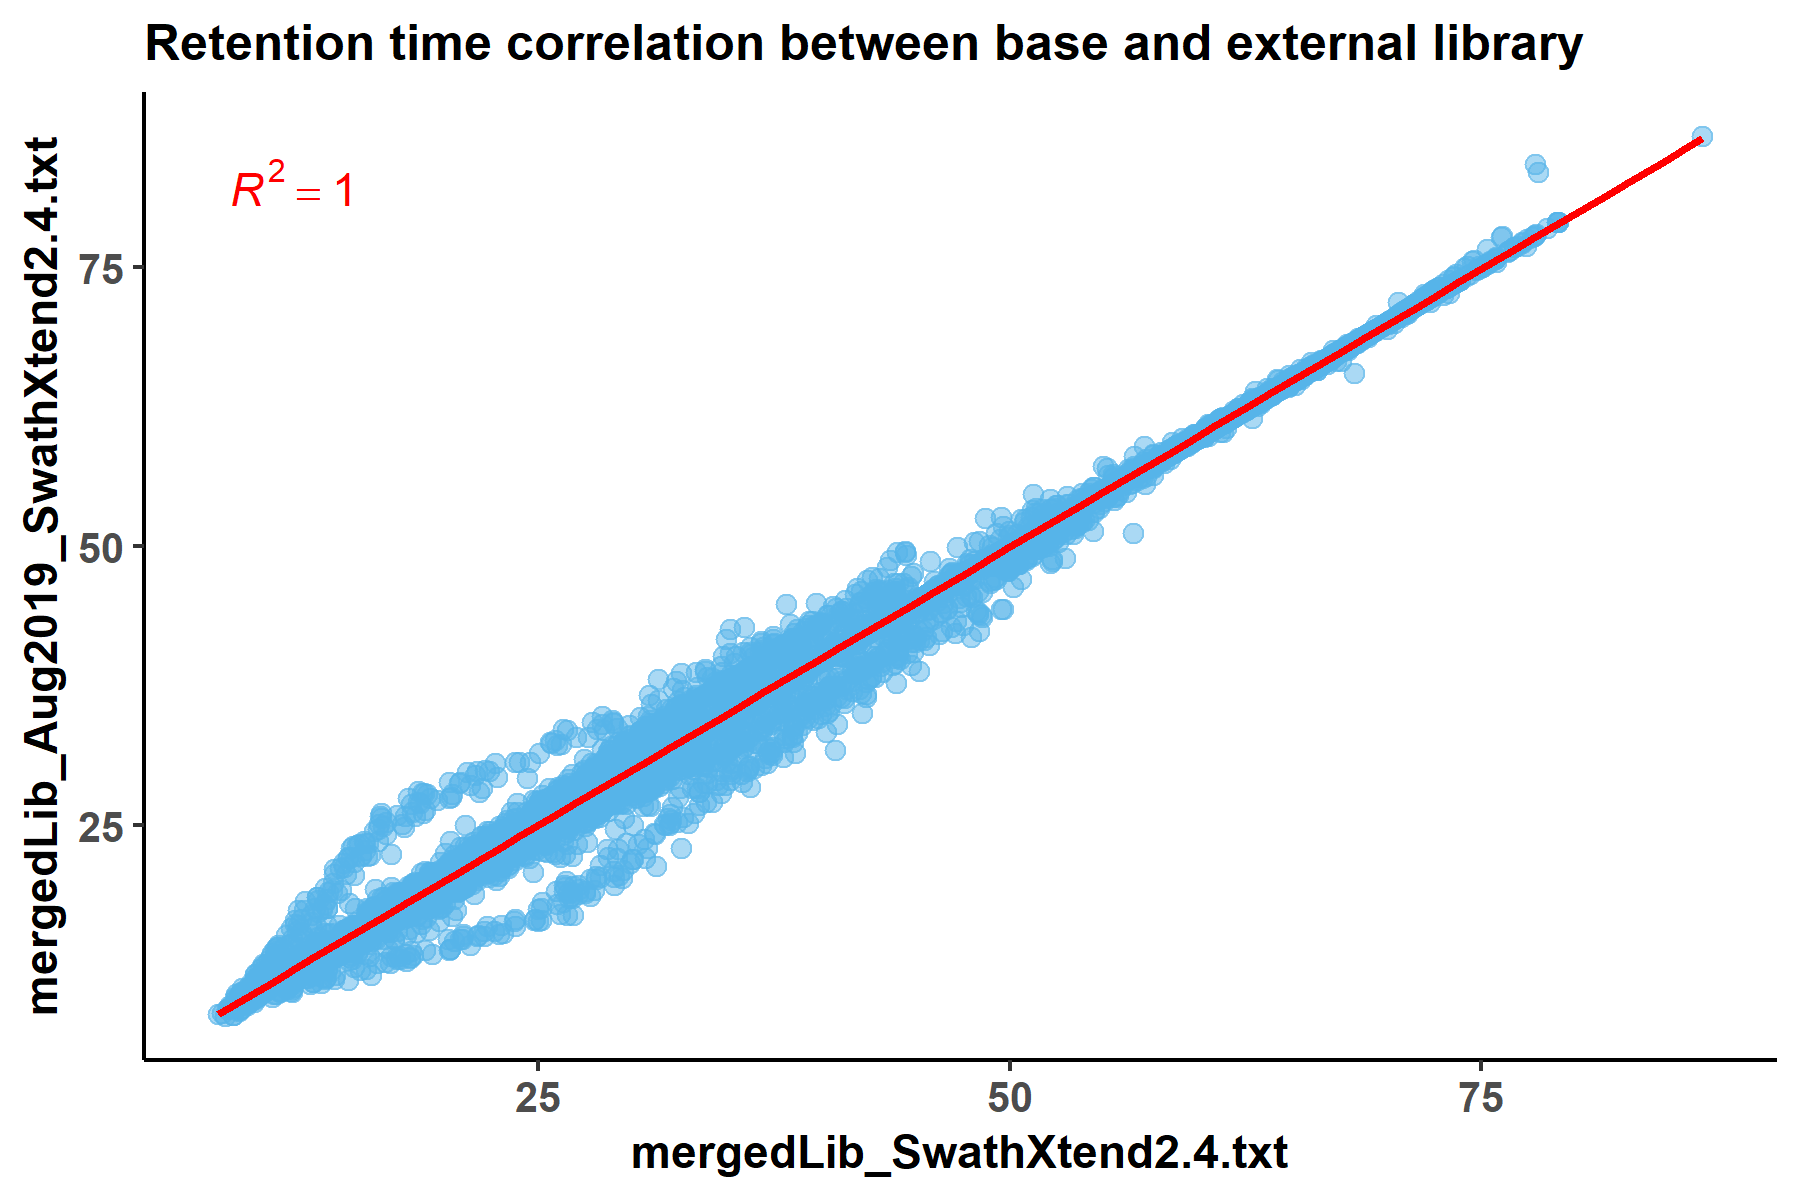 Retention time correlation between base and external library
R² = 1
mergedLib_Aug2019_SwathXtend2.4.txt
75
50
25
25 50 75
mergedLib_SwathXtend2.4.txt